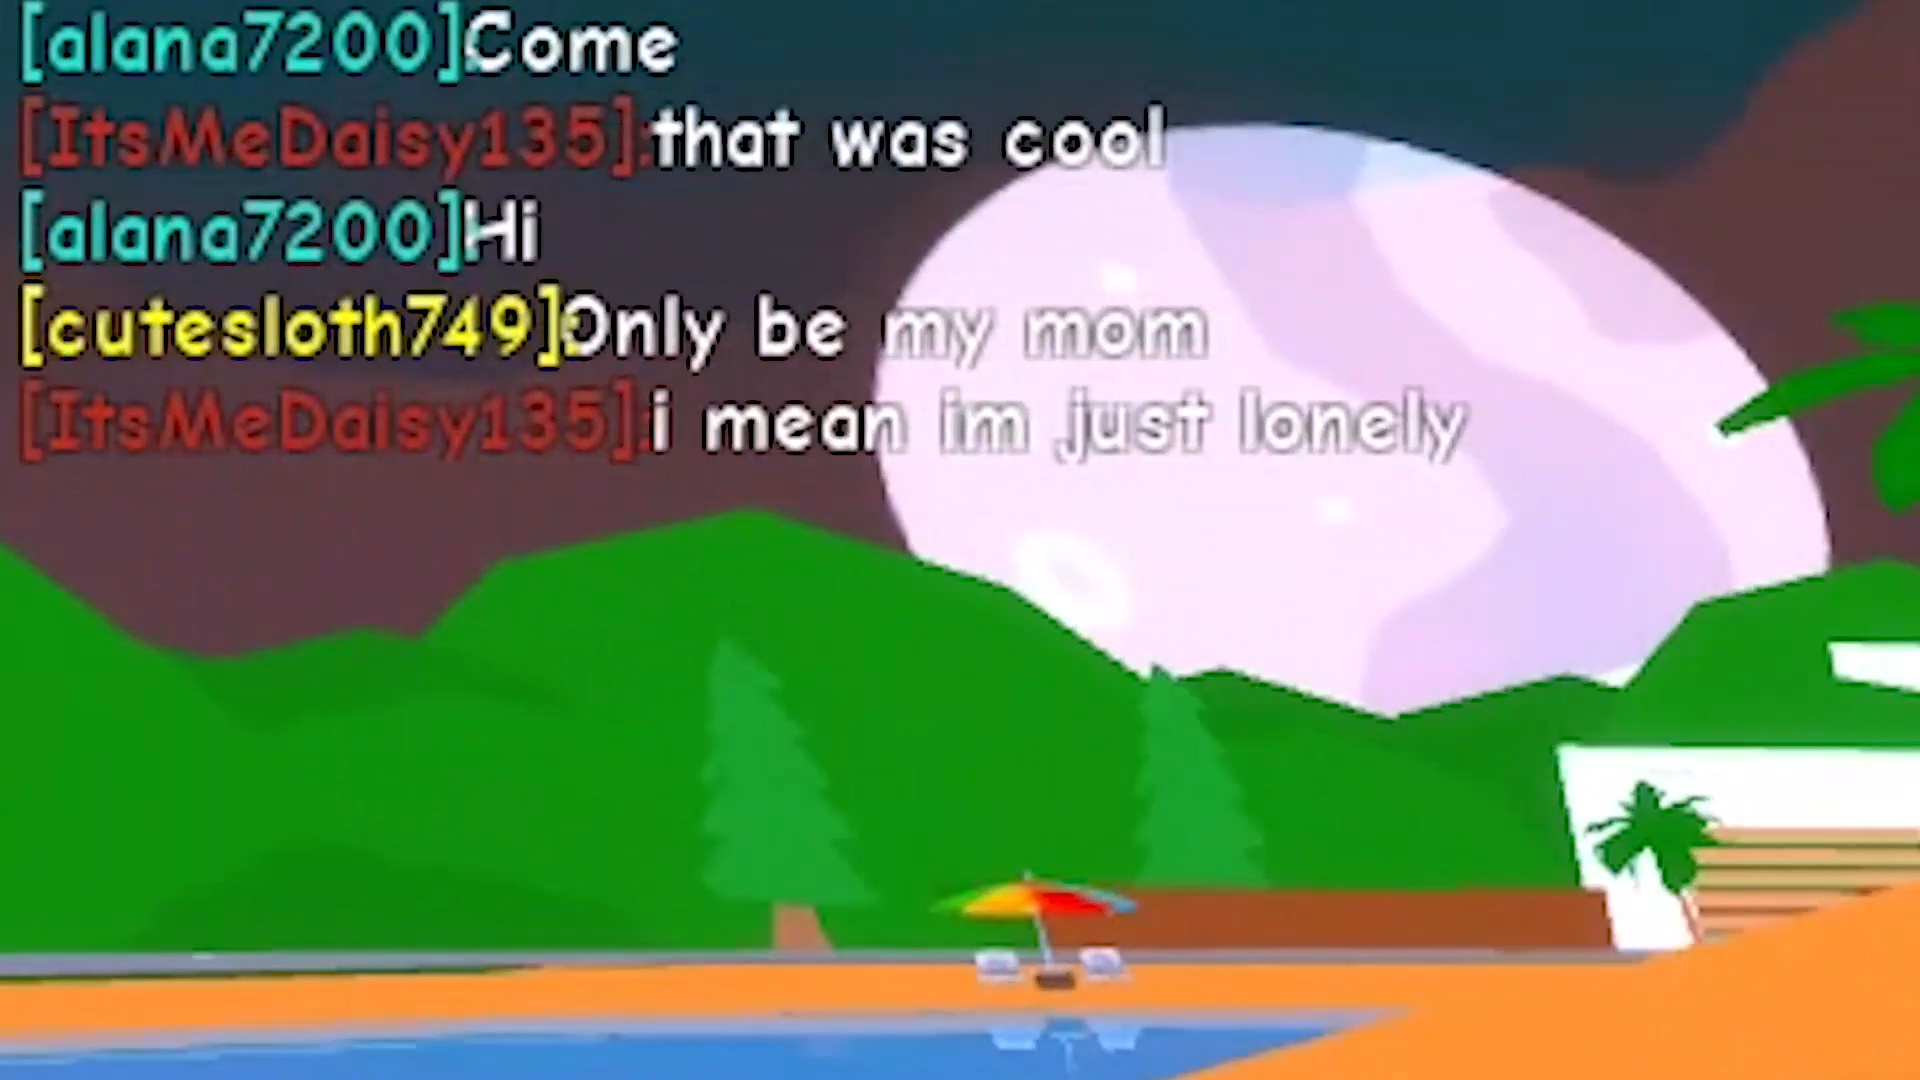 [alana7200]:Come
[ItsMeDaisy135]:that was cool
[alana7200]:Hi
[cutesloth749]:Only be my mom
[ItsMeDaisy135]:i mean im just lonely